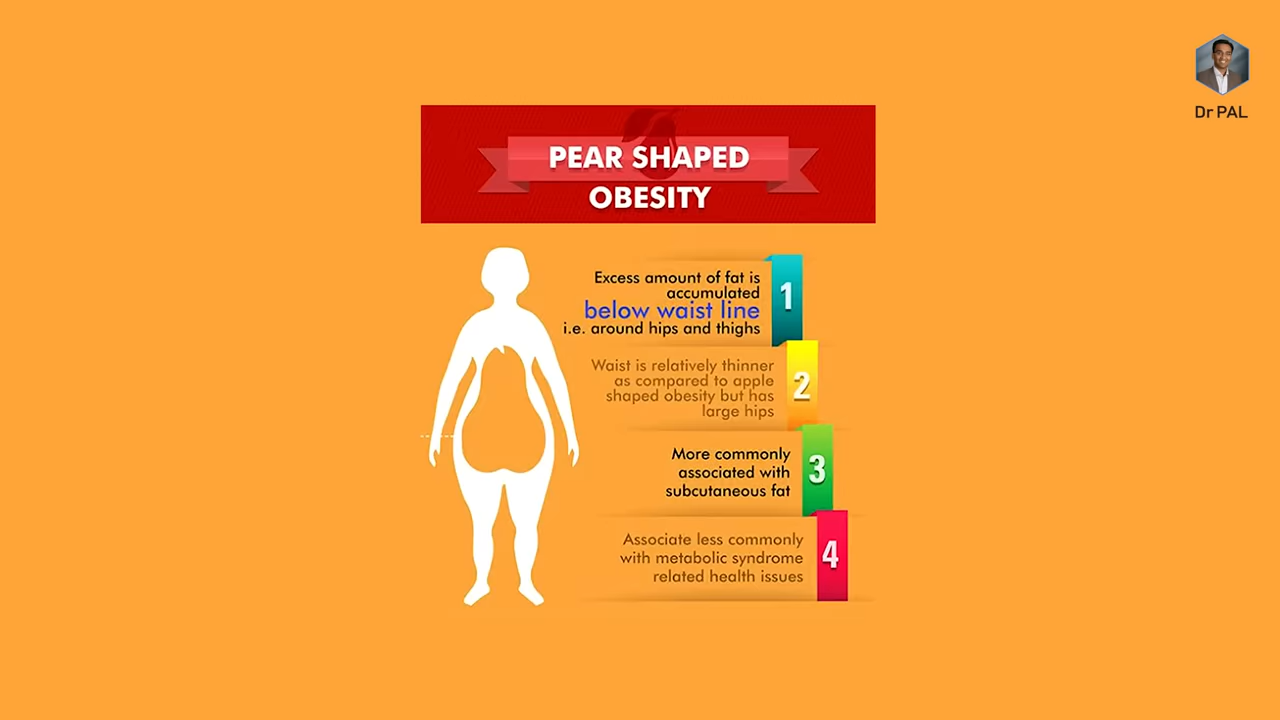 Dr PAL
PEAR SHAPED
OBESITY
Excess amount of fat is
accumulated
below waist line
i.e. around hips and thighs
1
Waist is relatively thinner
as compared to apple
shaped obesity but has
large hips
2
More commonly
associated with
subcutaneous fat
3
Associate less commonly
with metabolic syndrome
related health issues
4